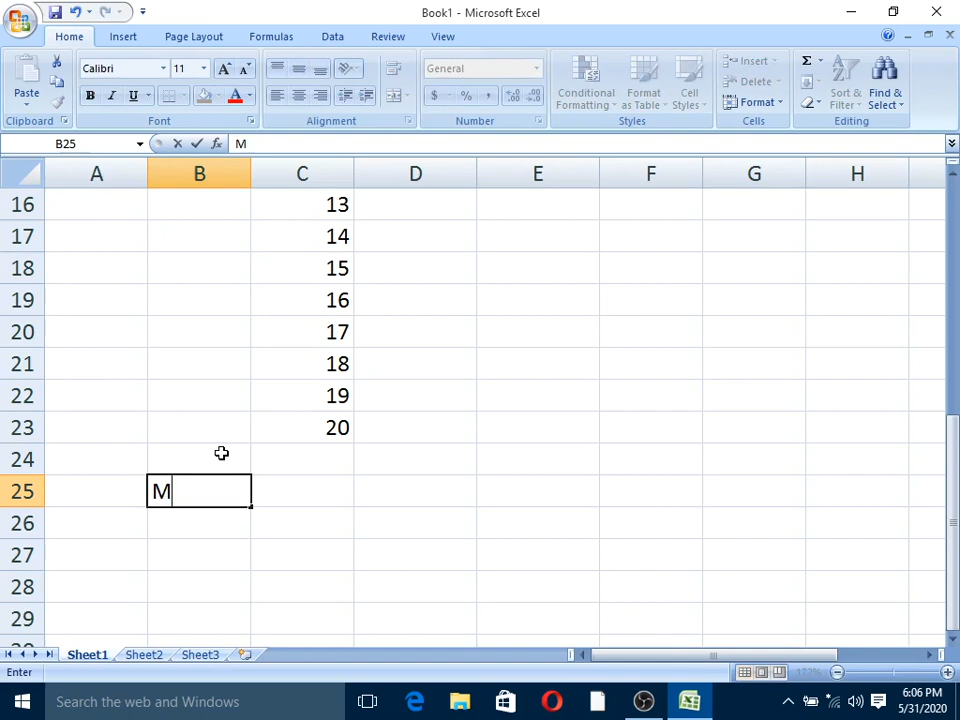 Book1 - Microsoft Excel
Home Insert Page Layout Formulas Data Review View
Paste
Calibri 11 A A
B I U A
General
$ % ,
Conditional Formatting
Format as Table
Cell Styles
Insert
Delete
Format
Σ
Sort & Filter
Find & Select
Clipboard Font Alignment Number Styles Cells Editing
B25 fx M
A B C D E F G H
16 13
17 14
18 15
19 16
20 17
21 18
22 19
23 20
24
25 M
26
27
28
29
Sheet1 Sheet2 Sheet3
Enter
Search the web and Windows
6:06 PM
5/31/2020